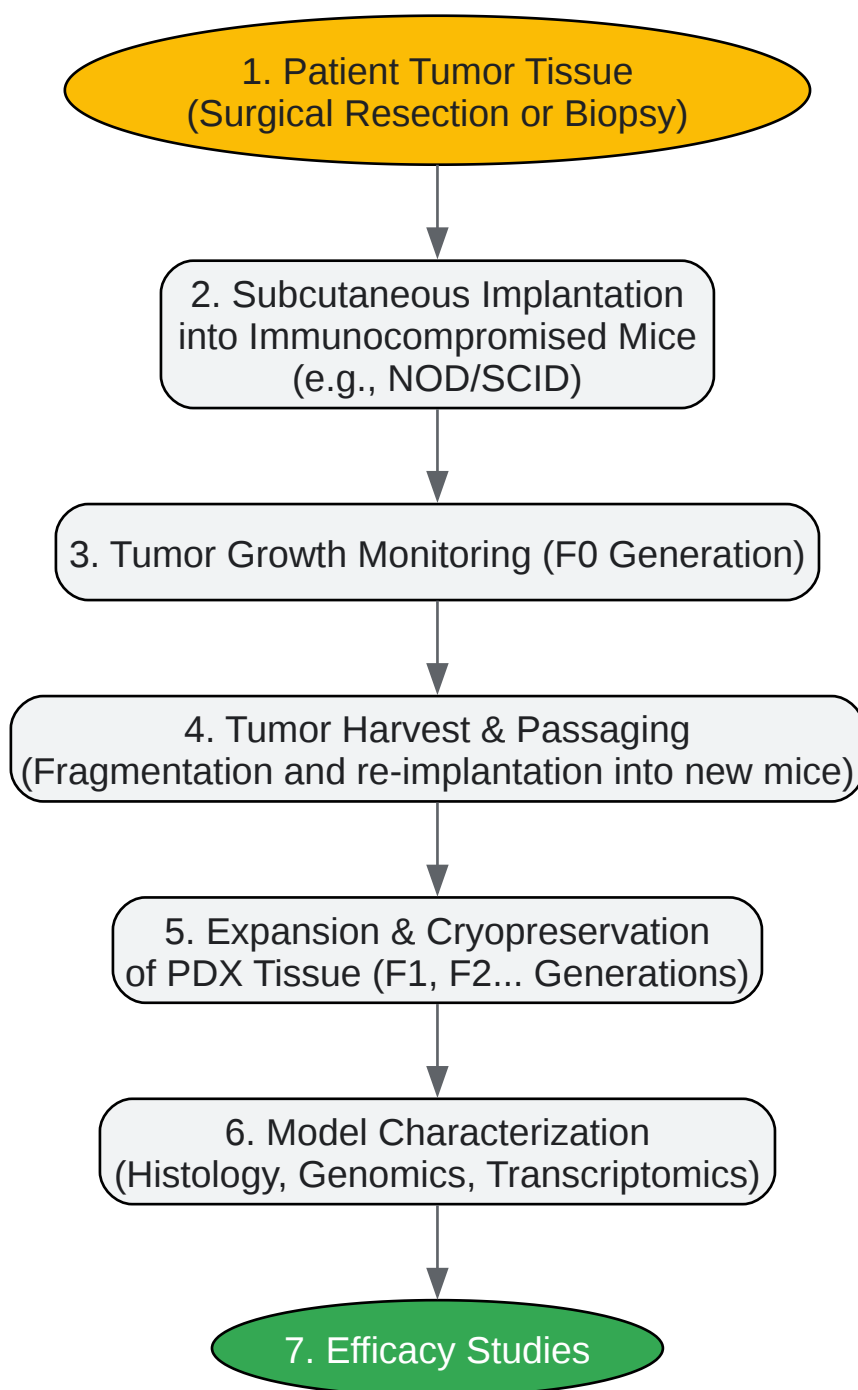 1. Patient Tumor Tissue
(Surgical Resection or Biopsy)
2. Subcutaneous Implantation
into Immunocompromised Mice
(e.g., NOD/SCID)
3. Tumor Growth Monitoring (F0 Generation)
4. Tumor Harvest & Passaging
(Fragmentation and re-implantation into new mice)
5. Expansion & Cryopreservation
of PDX Tissue (F1, F2... Generations)
6. Model Characterization
(Histology, Genomics, Transcriptomics)
7. Efficacy Studies